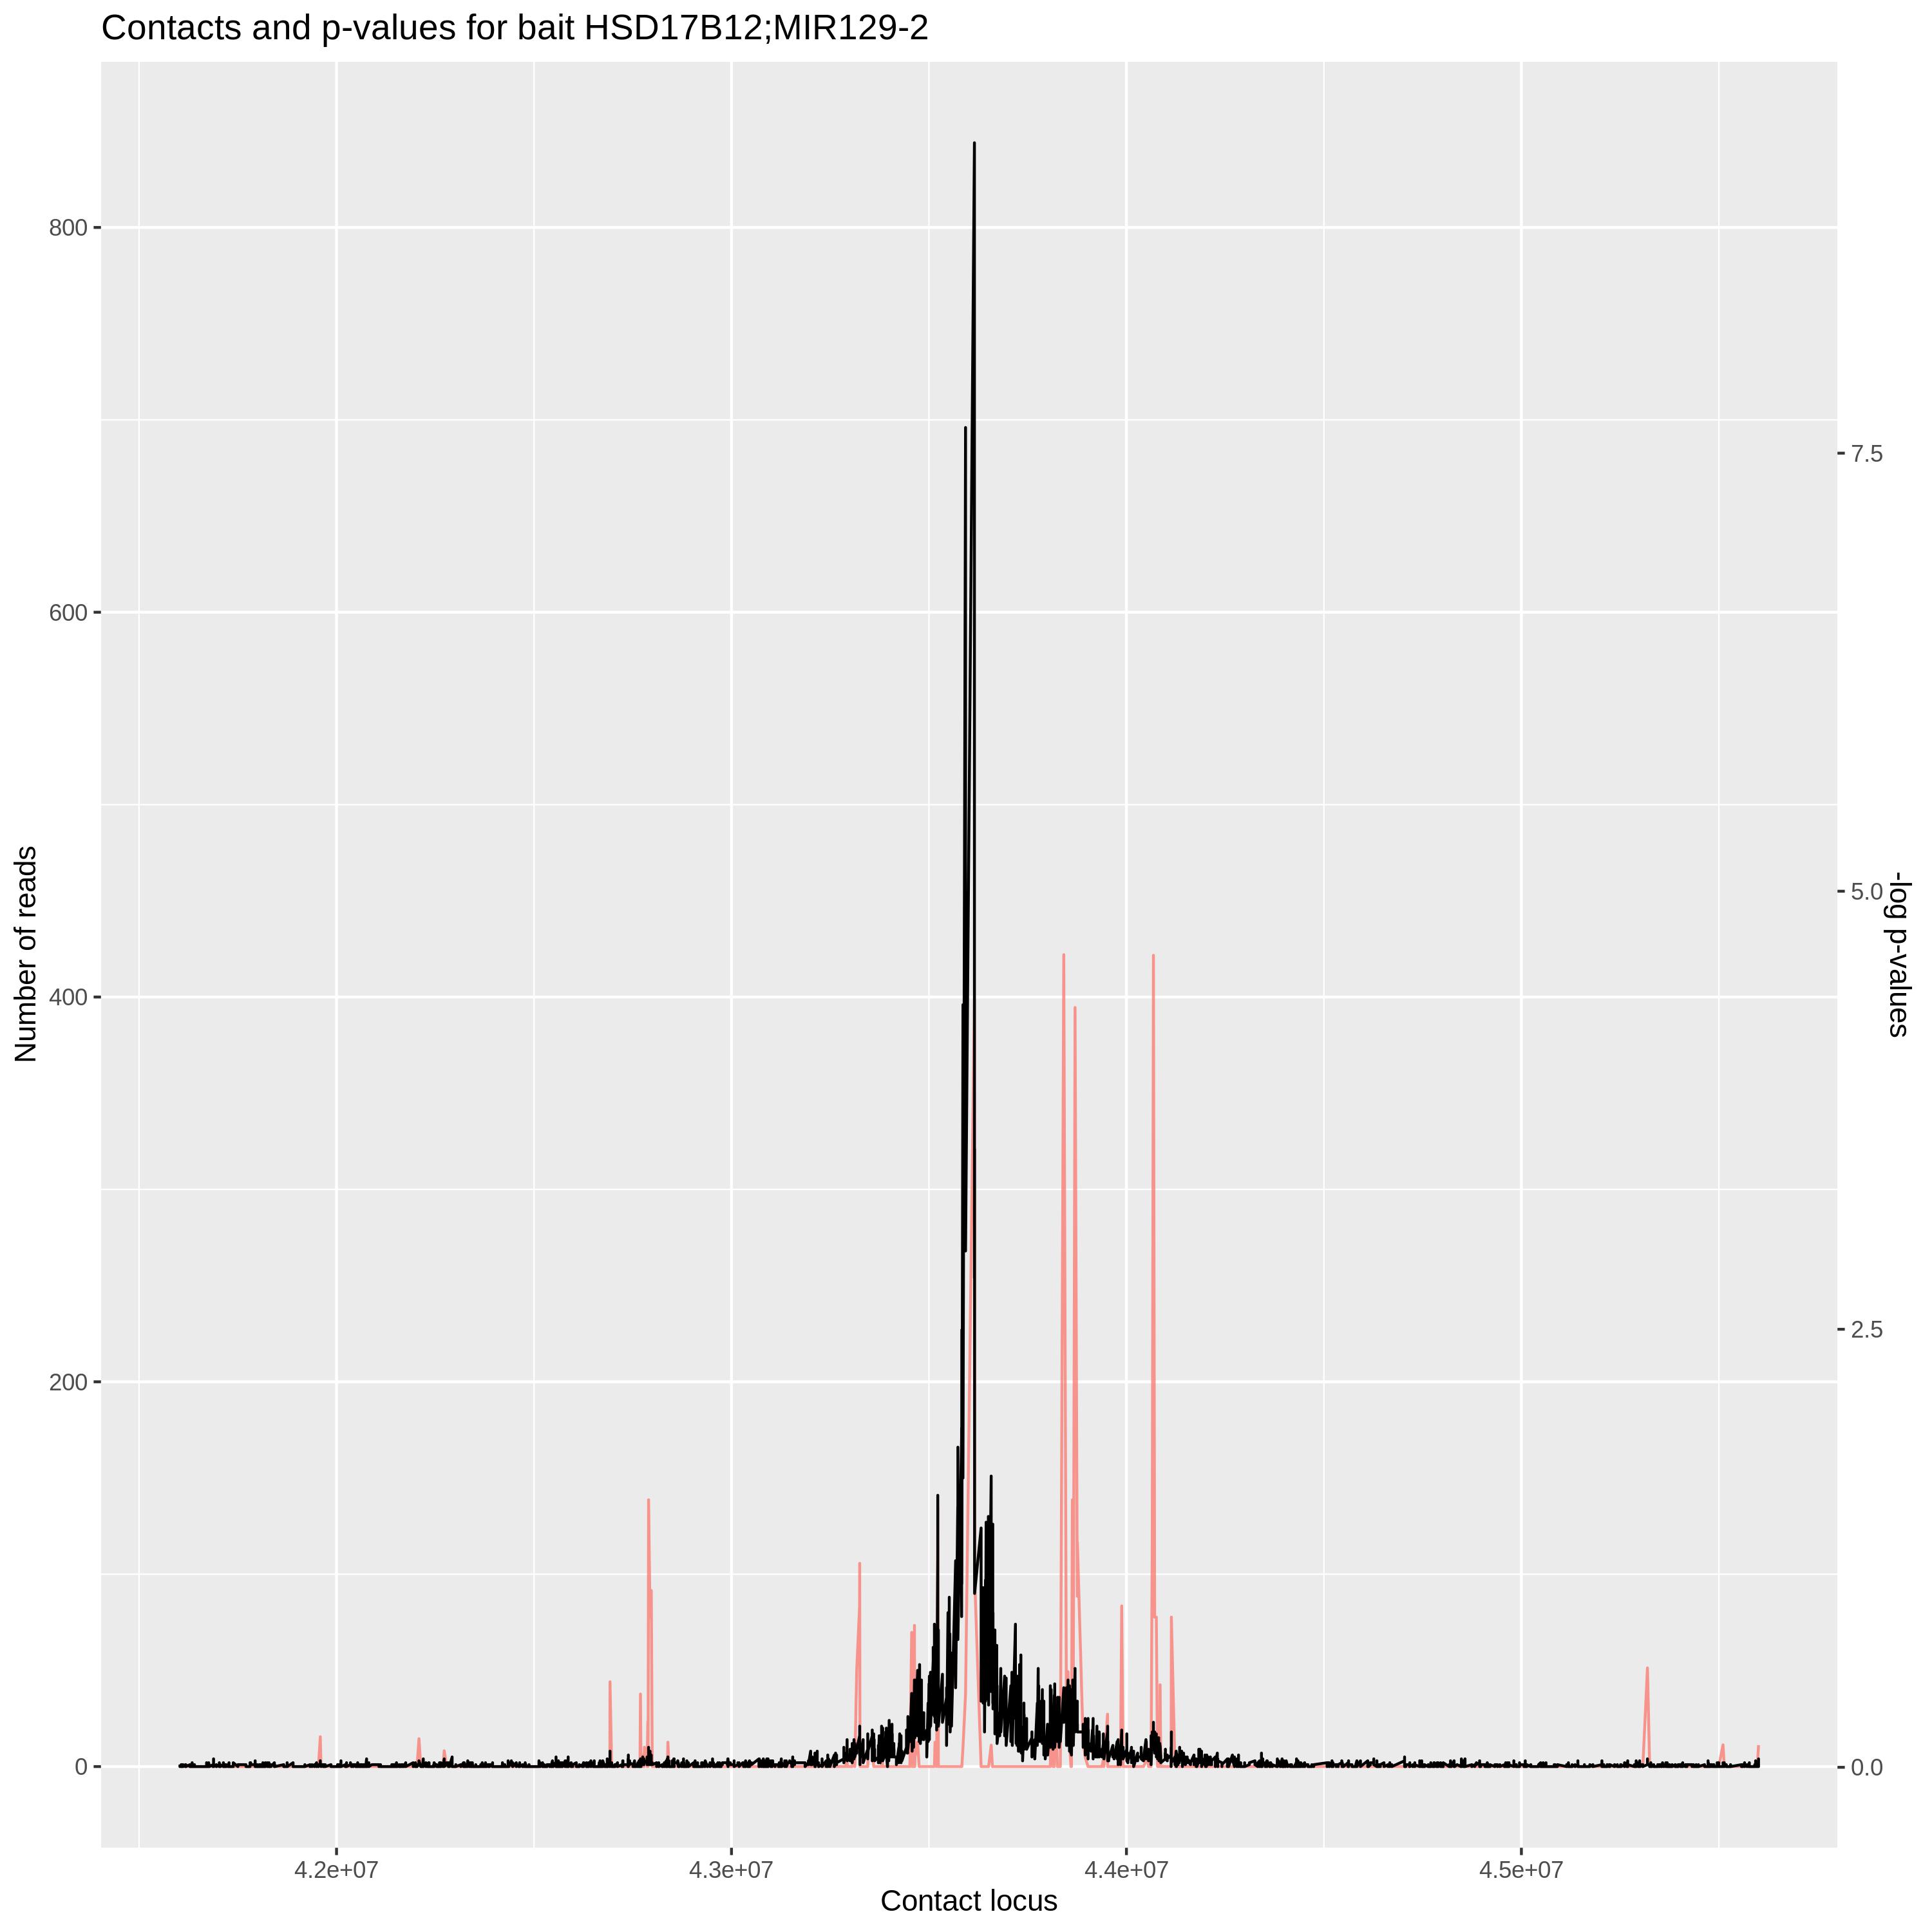 Contacts and p-values for bait HSD17B12;MIR129-2
800
600
400
200
0
Number of reads
7.5
5.0
2.5
0.0
-log p-values
4.2e+07
4.3e+07
4.4e+07
4.5e+07
Contact locus